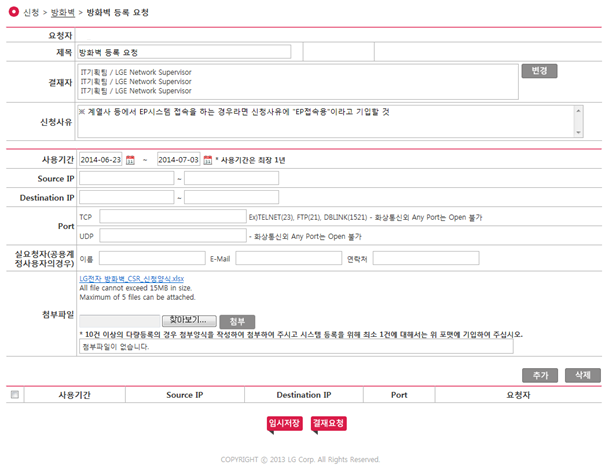 신청 > 방화벽 > 방화벽 등록 요청
요청자
제목 방화벽 등록 요청
결재자
IT기획팀 / LGE Network Supervisor
IT기획팀 / LGE Network Supervisor
IT기획팀 / LGE Network Supervisor
변경
신청사유
※ 계열사 등에서 EP시스템 접속을 하는 경우라면 신청사유에 "EP접속용"이라고 기입할 것
사용기간 2014-06-23 ~ 2014-07-03 * 사용기간은 최장 1년
Source IP ~
Destination IP ~
Port
TCP Ex)TELNET(23), FTP(21), DBLINK(1521) - 화상통신외 Any Port는 Open 불가
UDP - 화상통신외 Any Port는 Open 불가
실요청자(공용계
정사용자의경우)
이름 E-Mail 연락처
첨부파일
LG전자 방화벽_CSR_신청양식.xlsx
All file cannot exceed 15MB in size.
Maximum of 5 files can be attached.
찾아보기... 첨부
* 10건 이상의 다량등록의 경우 첨부양식을 작성하여 첨부하여 주시고 시스템 등록을 위해 최소 1건에 대해서는 위 포맷에 기입하여 주십시오.
첨부파일이 없습니다.
추가 삭제
사용기간 Source IP Destination IP Port 요청자
임시저장 결재요청
COPYRIGHT ⓒ 2013 LG Corp. All Rights Reserved.